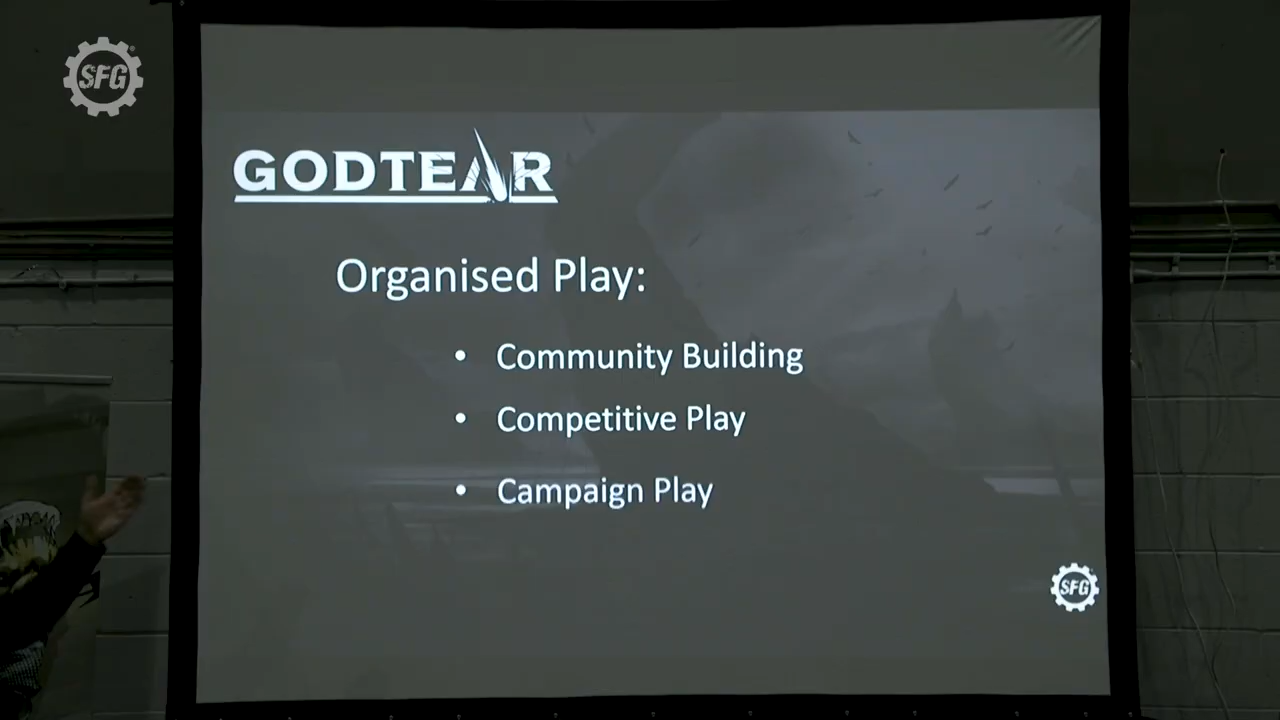 SFG
GODTEAR
Organised Play:
• Community Building
• Competitive Play
• Campaign Play
SFG